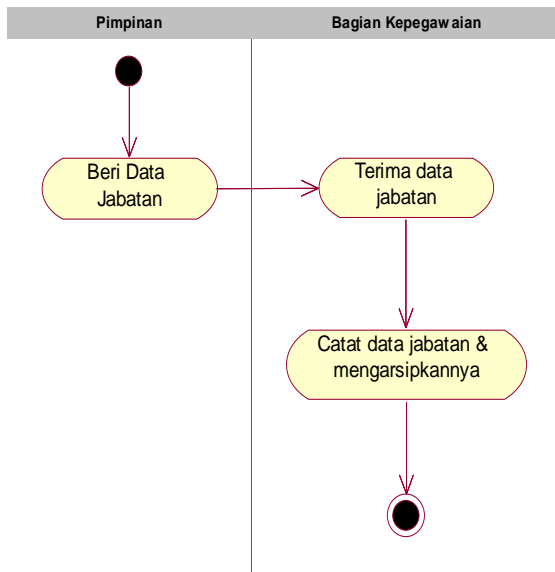 Pimpinan
Bagian Kepegawaian
Beri Data
Jabatan
Terima data
jabatan
Catat data jabatan &
mengarsipkannya